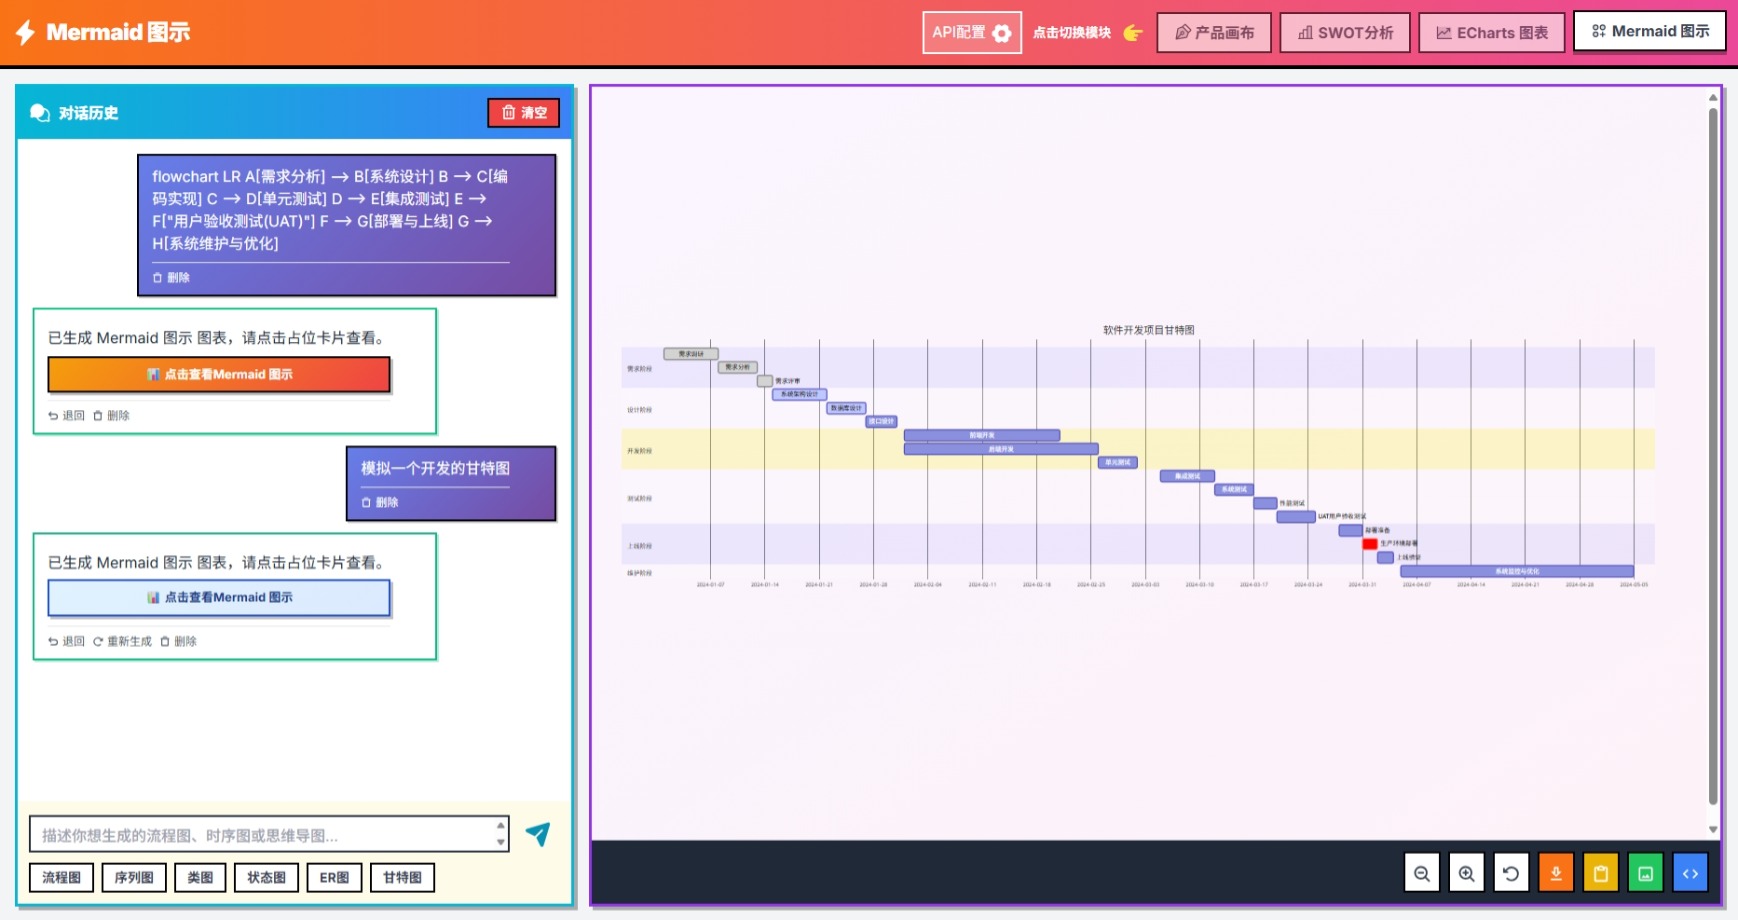 Mermaid 图示
API配置
点击切换模块
产品画布
SWOT分析
ECharts 图表
Mermaid 图示
对话历史
清空
flowchart LR A[需求分析] --> B[系统设计] B --> C[编
码实现] C --> D[单元测试] D --> E[集成测试] E -->
F["用户验收测试(UAT)"] F --> G[部署与上线] G -->
H[系统维护与优化]
删除
已生成 Mermaid 图示 图表，请点击占位卡片查看。
点击查看Mermaid 图示
退回 删除
模拟一个开发的甘特图
删除
已生成 Mermaid 图示 图表，请点击占位卡片查看。
点击查看Mermaid 图示
退回 重新生成 删除
描述你想生成的流程图、时序图或思维导图...
流程图
序列图
类图
状态图
ER图
甘特图
软件开发项目甘特图
需求阶段
需求调研
需求分析
需求评审
设计阶段
系统架构设计
数据库设计
接口设计
开发阶段
前端开发
后端开发
单元测试
测试阶段
集成测试
系统测试
性能测试
UAT用户验收测试
上线阶段
部署准备
生产环境部署
上线验证
维护阶段
系统监控与优化
2024-01-07
2024-01-14
2024-01-21
2024-01-28
2024-02-04
2024-02-11
2024-02-18
2024-02-25
2024-03-03
2024-03-10
2024-03-17
2024-03-24
2024-03-31
2024-04-07
2024-04-14
2024-04-21
2024-04-28
2024-05-05